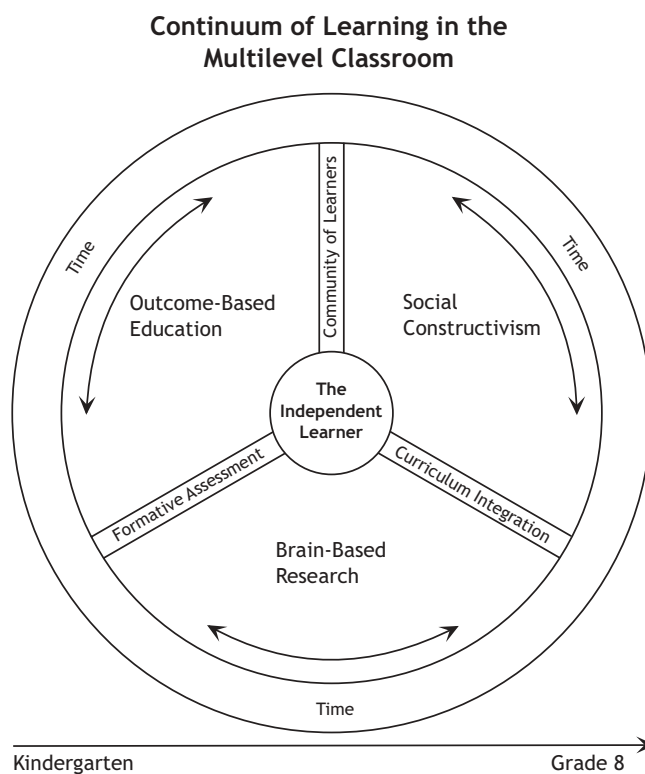 Continuum of Learning in the
Multilevel Classroom
Time
Community of Learners
Time
Outcome-Based
Education
Social
Constructivism
The
Independent
Learner
Formative Assessment
Curriculum Integration
Brain-Based
Research
Time
Kindergarten
Grade 8